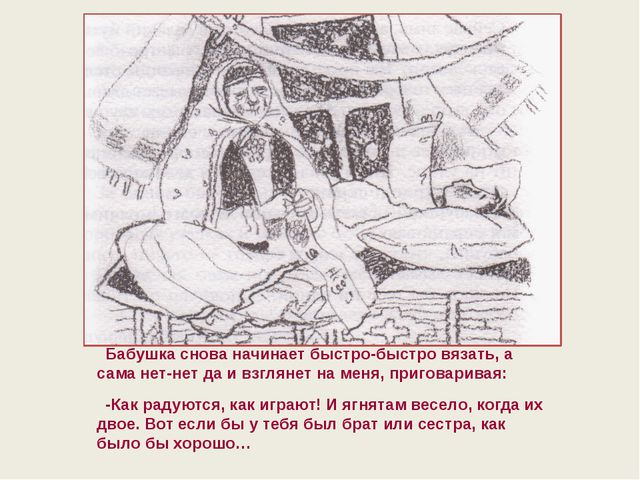 Бабушка снова начинает быстро-быстро вязать, а
сама нет-нет да и взглянет на меня, приговаривая:
-Как радуются, как играют! И ягнятам весело, когда их
двое. Вот если бы у тебя был брат или сестра, как
было бы хорошо…